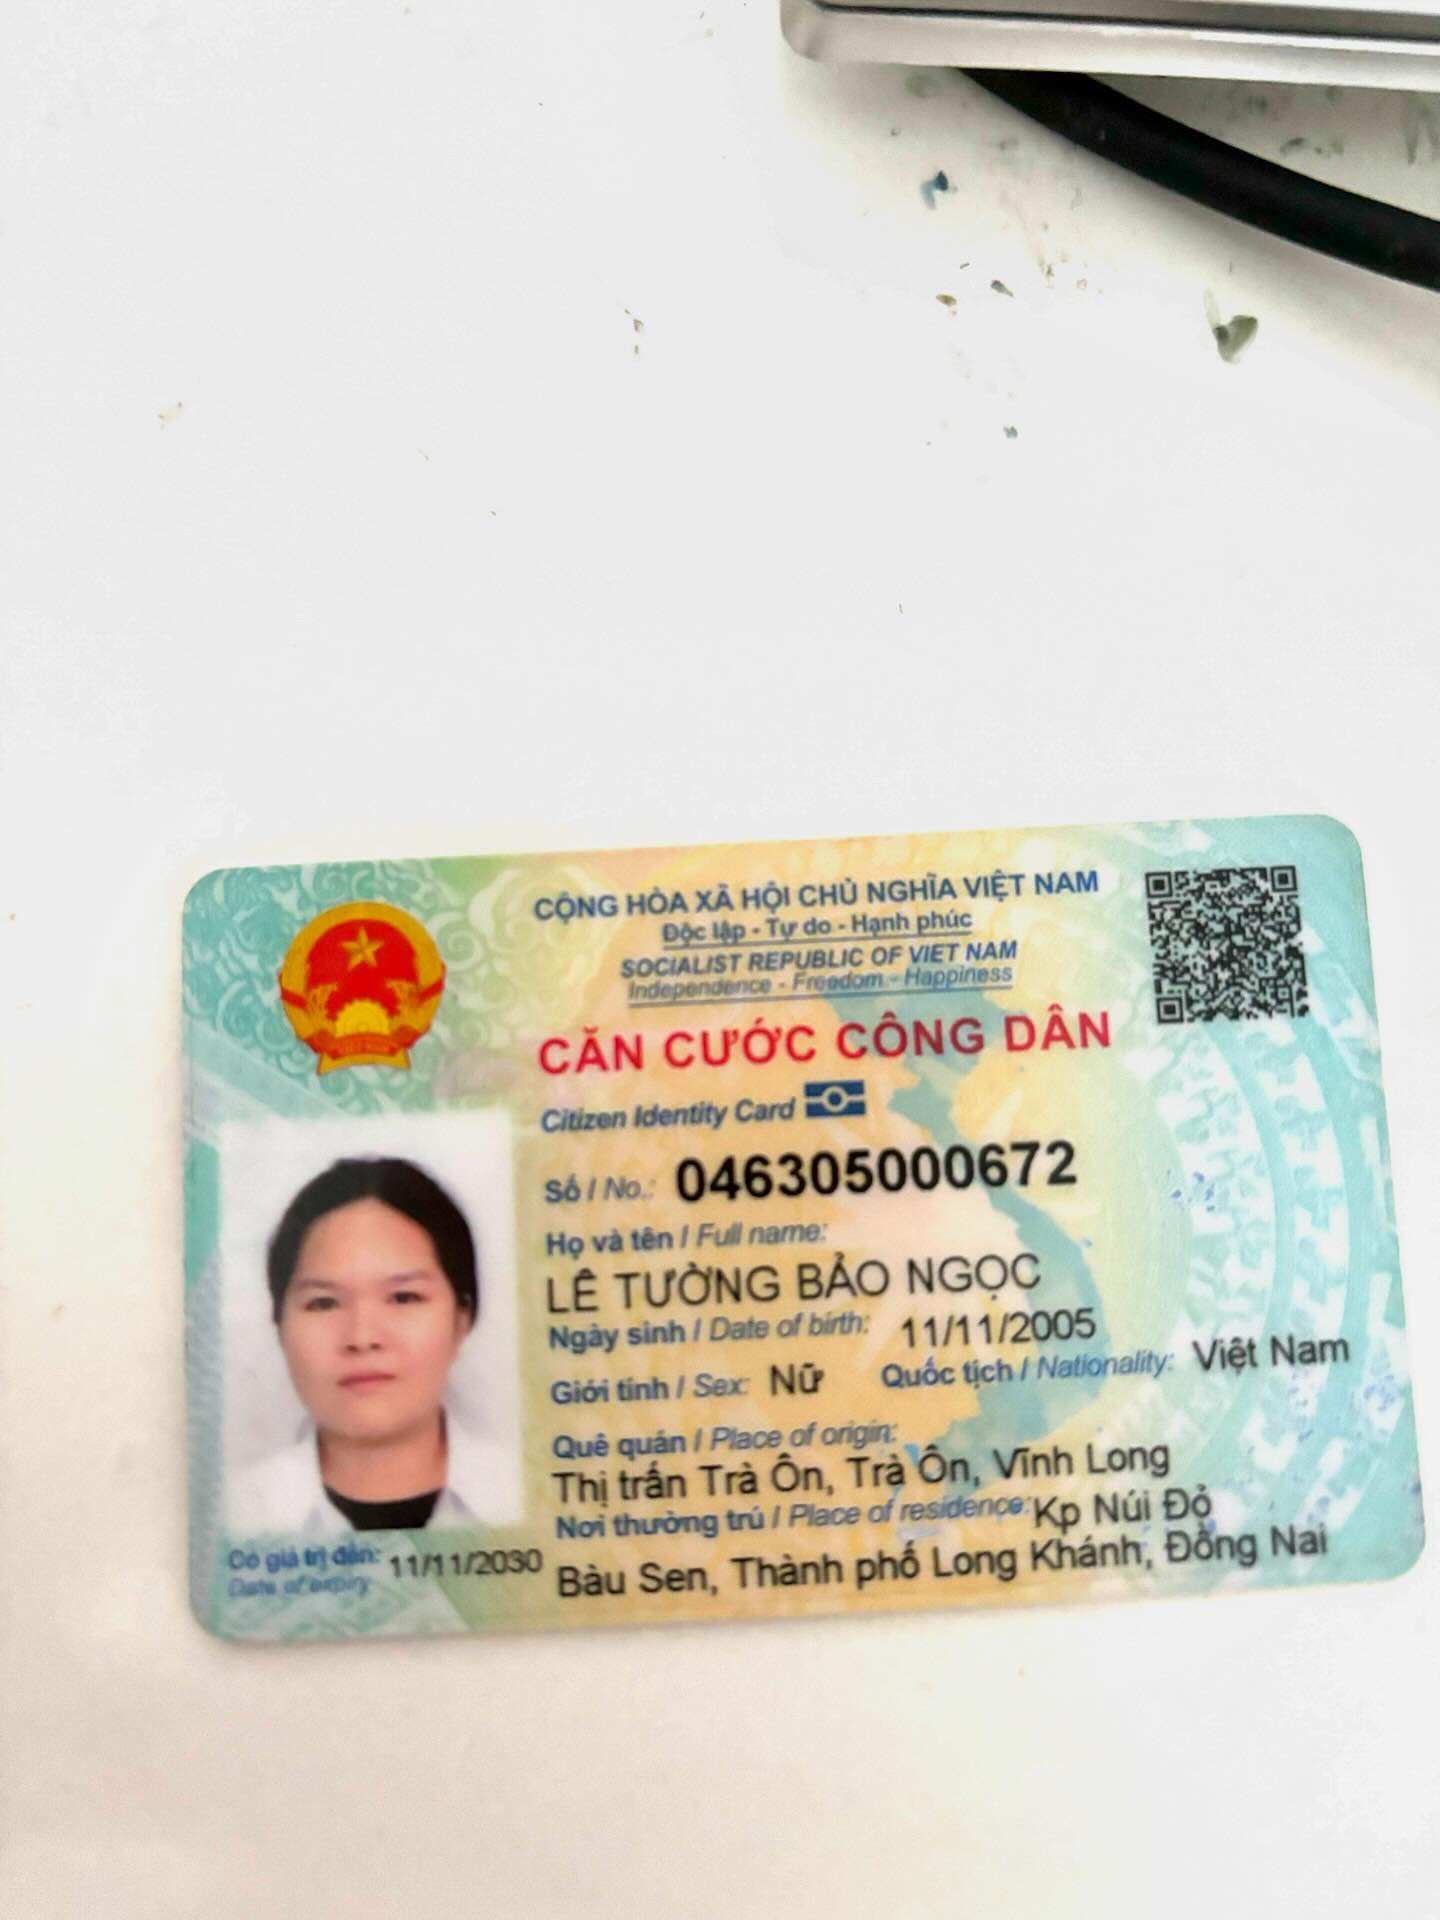 CỘNG HÒA XÃ HỘI CHỦ NGHĨA VIỆT NAM
Độc lập - Tự do - Hạnh phúc
SOCIALIST REPUBLIC OF VIET NAM
Independence - Freedom - Happiness
CĂN CƯỚC CÔNG DÂN
Citizen Identity Card
Số / No.: 046305000672
Họ và tên / Full name:
LÊ TƯỜNG BẢO NGỌC
Ngày sinh / Date of birth: 11/11/2005
Giới tính / Sex: Nữ Quốc tịch / Nationality: Việt Nam
Quê quán / Place of origin:
Thị trấn Trà Ôn, Trà Ôn, Vĩnh Long
Nơi thường trú / Place of residence: Kp Núi Đỏ
Bàu Sen, Thành phố Long Khánh, Đồng Nai
Có giá trị đến: 11/11/2030
Date of expiry